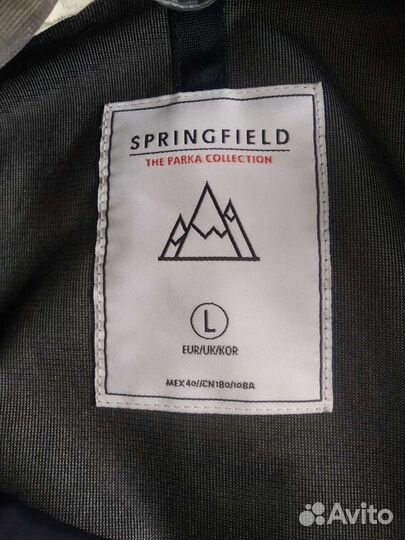 SPRINGFIELD
THE PARKA COLLECTION
L
EUR/UK/KOR
MEX 40//CN180/108A
Avito